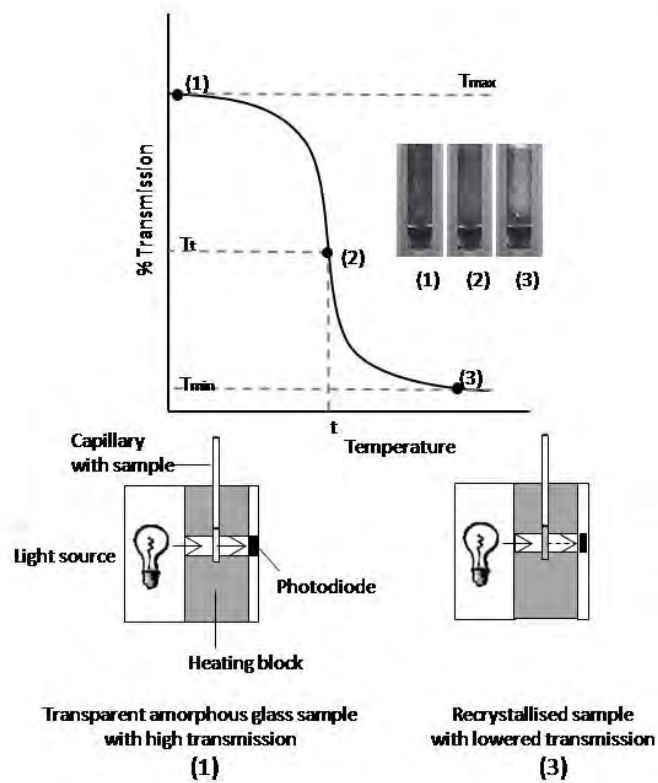 (1)
Tmax
% Transmission
Tt
(2)
(1)
(2)
(3)
Tmin
(3)
t
Temperature
Capillary
with sample
Light source
Photodiode
Heating block
Transparent amorphous glass sample
with high transmission
(1)
Recrystallised sample
with lowered transmission
(3)